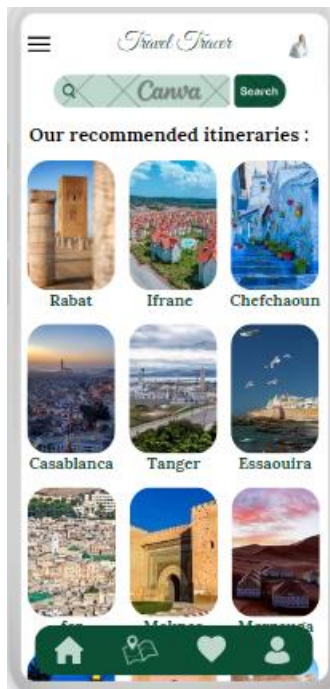 Travel Tracer
Canva
Search
Our recommended itineraries :
Rabat Ifrane Chefchaoun
Casablanca Tanger Essaouira